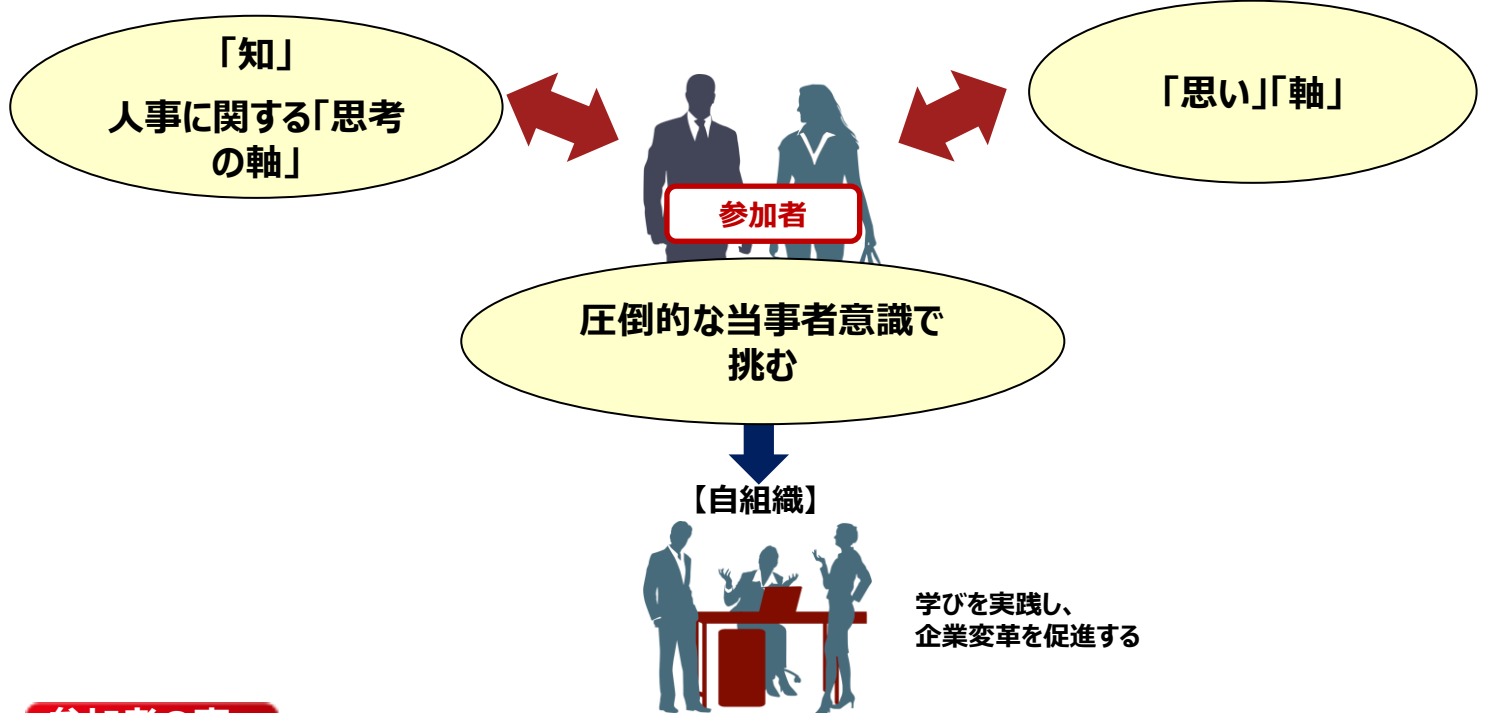 「知」
人事に関する「思考
の軸」
「思い」「軸」
参加者
圧倒的な当事者意識で
挑む
【自組織】
学びを実践し、
企業変革を促進する